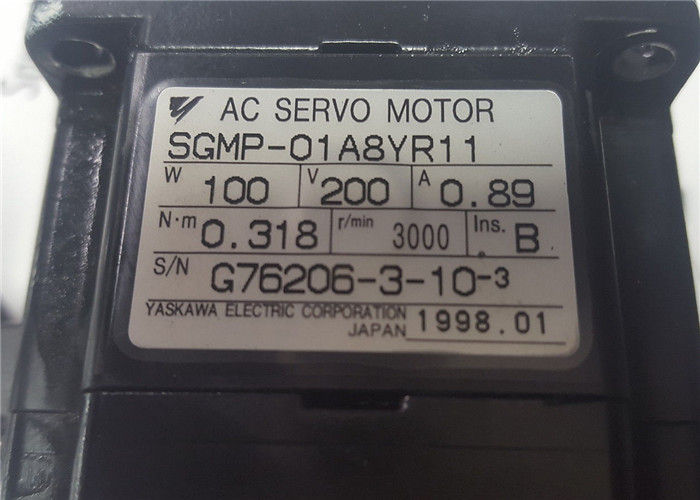 AC SERVO MOTOR
SGMP-01A8YR11
W 100 V 200 A 0.89
N·m 0.318 r/min 3000 Ins. B
S/N G76206-3-10-3
YASKAWA ELECTRIC CORPORATION
JAPAN 1998.01